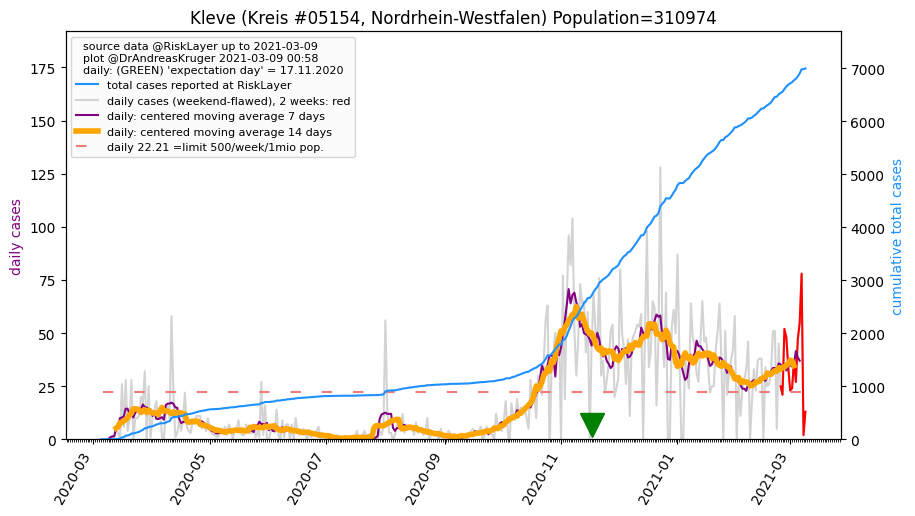 Kleve (Kreis #05154, Nordrhein-Westfalen) Population=310974
source data @RiskLayer up to 2021-03-09
plot @DrAndreasKruger 2021-03-09 00:58
daily: (GREEN) 'expectation day' = 17.11.2020
total cases reported at RiskLayer
daily cases (weekend-flawed), 2 weeks: red
daily: centered moving average 7 days
daily: centered moving average 14 days
daily 22.21 =limit 500/week/1mio pop.
daily cases
175
150
125
100
75
50
25
0
7000
6000
5000
4000
3000
2000
1000
0
cumulative total cases
2020-03
2020-05
2020-07
2020-09
2020-11
2021-01
2021-03